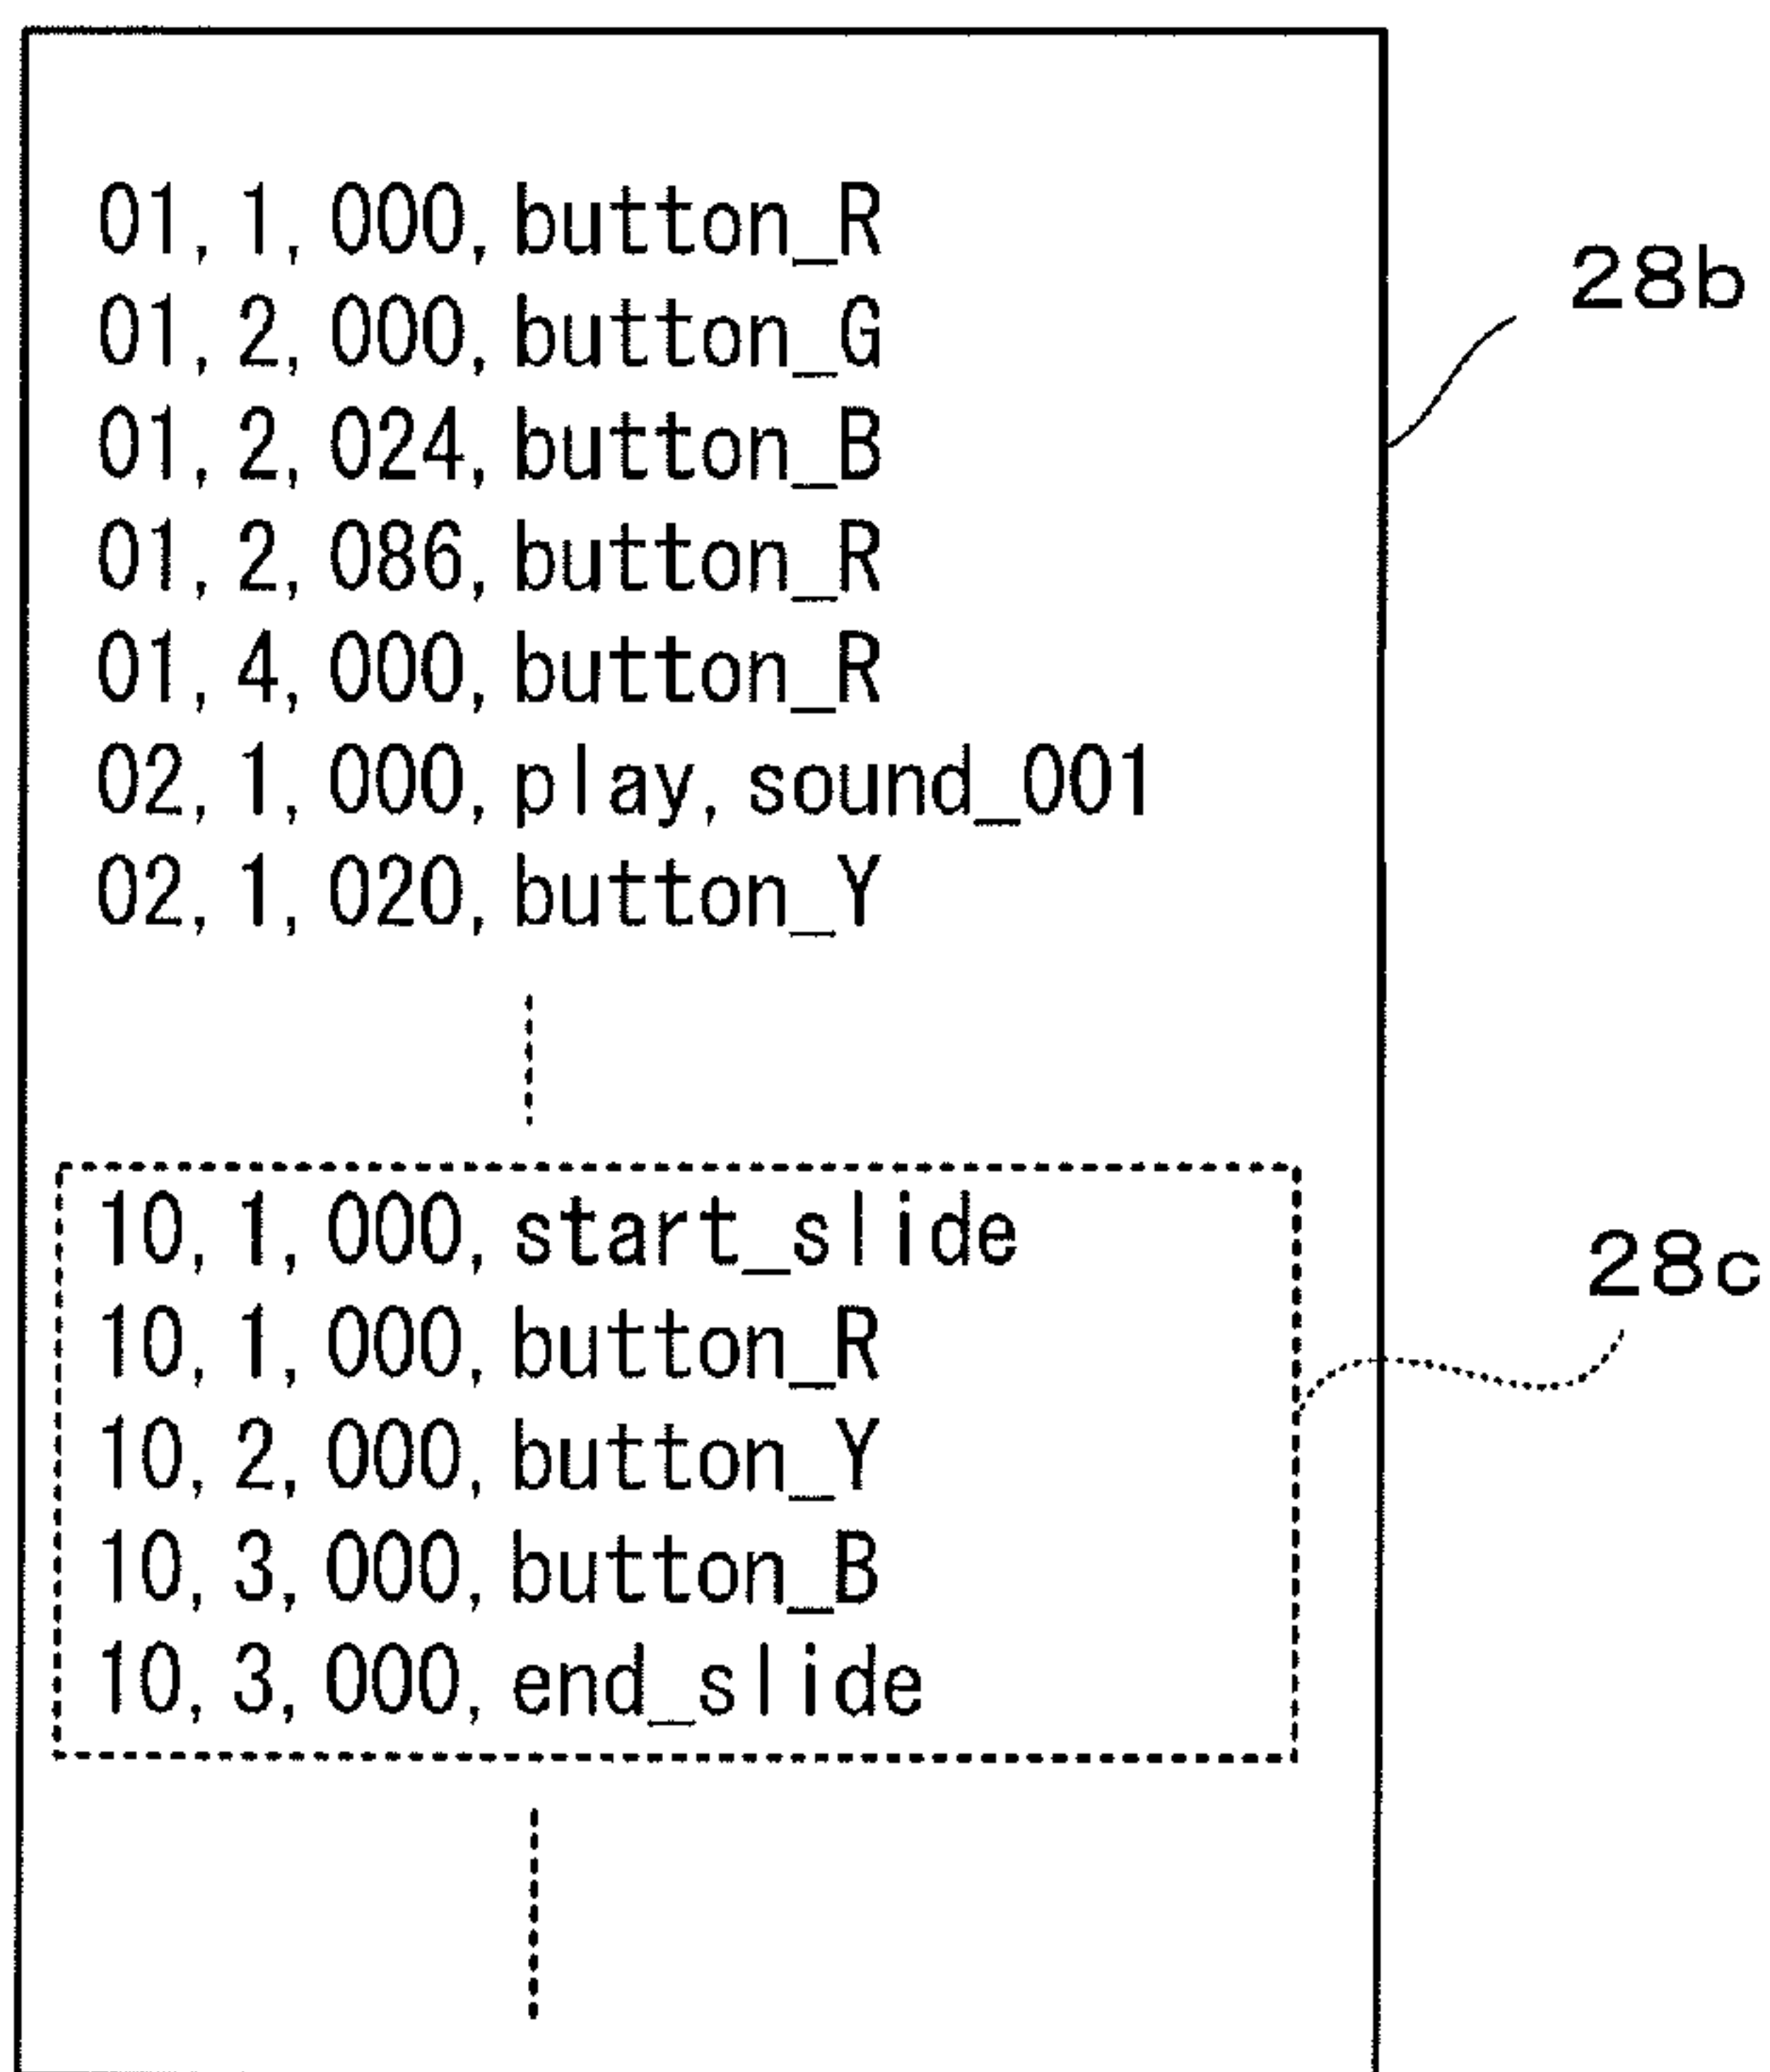 01,1,000,button_R
28b
01,2,000,button_G
01,2,024,button_B
01,2,086,button_R
01,4,000,button_R
02,1,000,play,sound_001
02,1,020,button_Y
10,1,000,start_slide
28c
10,1,000,button_R
10,2,000,button_Y
10,3,000,button_B
10,3,000,end_slide